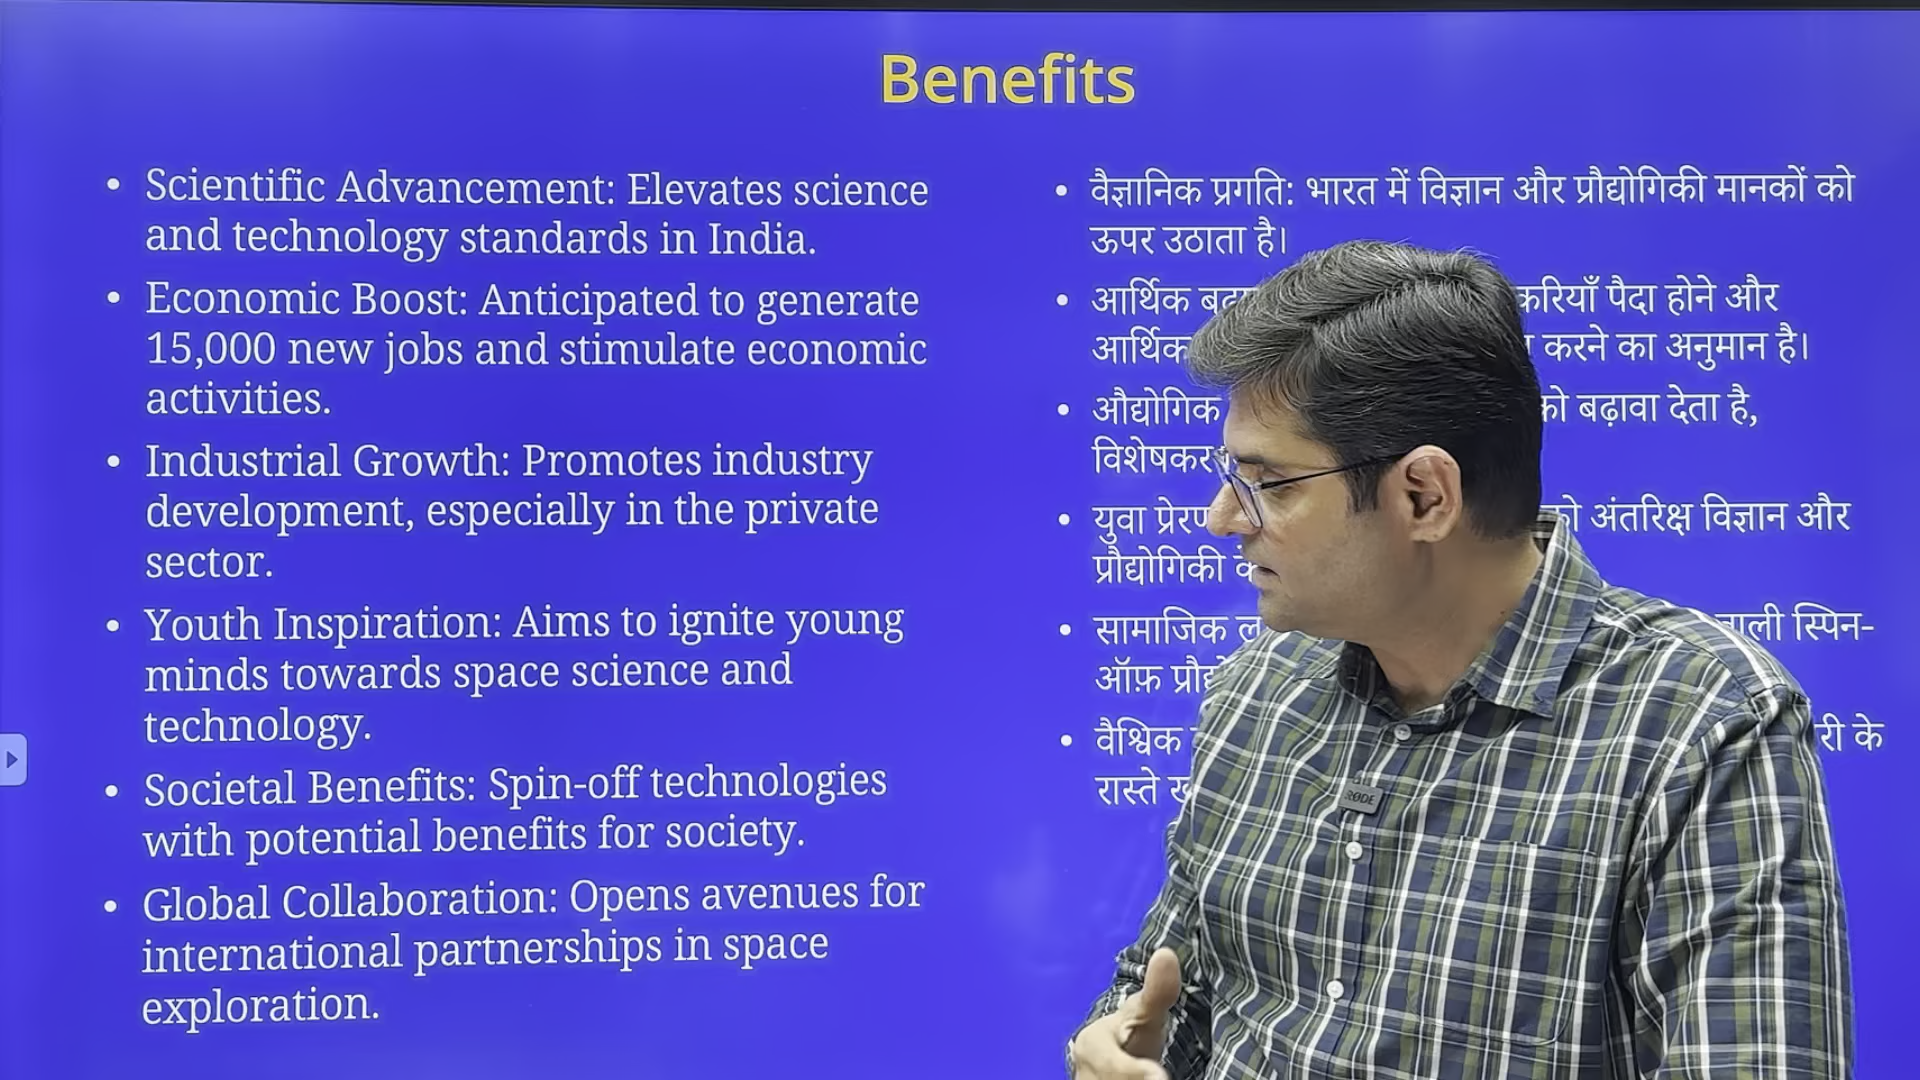 Benefits
• Scientific Advancement: Elevates science
and technology standards in India.
• Economic Boost: Anticipated to generate
15,000 new jobs and stimulate economic
activities.
• Industrial Growth: Promotes industry
development, especially in the private
sector.
• Youth Inspiration: Aims to ignite young
minds towards space science and
technology.
• Societal Benefits: Spin-off technologies
with potential benefits for society.
• Global Collaboration: Opens avenues for
international partnerships in space
exploration.
• वैज्ञानिक प्रगति: भारत में विज्ञान और प्रौद्योगिकी मानकों को
ऊपर उठाता है।
• आर्थिक पैदा होने और
आर्थिक करने का अनुमान है।
• औद्योगिक को बढ़ावा देता है,
विशेषकर
• युवा को अंतरिक्ष विज्ञान और
प्रौद्योगिकी
• सामाजिक स्पिन-
ऑफ़
• वैश्विक के
रास्ते
RØDE